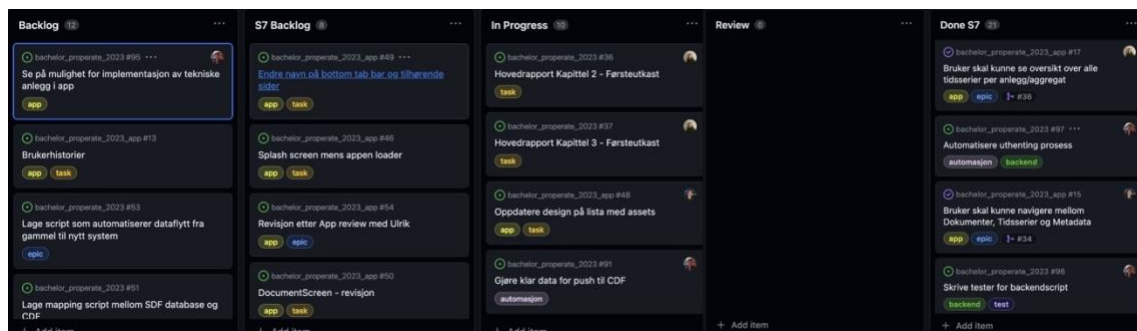 Backlog 12
bachelor_properate_2023 #95
Se på mulighet for implementasjon av tekniske
anlegg i app
app
bachelor_properate_2023_app #13
Brukerhistorier
app task
bachelor_properate_2023 #53
Lage script som automatiserer dataflytt fra
gammel til nytt system
epic
bachelor_properate_2023 #51
Lage mapping script mellom SDF database og
CDF
+ Add item
S7 Backlog 8
bachelor_properate_2023_app #49
Endre navn på bottom tab bar og tilhørende
sider
app task
bachelor_properate_2023_app #46
Splash screen mens appen loader
app task
bachelor_properate_2023_app #54
Revisjon etter App review med Ulrik
app epic
bachelor_properate_2023_app #50
DocumentScreen - revisjon
app task
+ Add item
In Progress 10
bachelor_properate_2023 #36
Hovedrapport Kapittel 2 - Førsteutkast
task
bachelor_properate_2023 #37
Hovedrapport Kapittel 3 - Førsteutkast
task
bachelor_properate_2023_app #48
Oppdatere design på lista med assets
app task
bachelor_properate_2023 #91
Gjøre klar data for push til CDF
automasjon
+ Add item
Review 0
+ Add item
Done S7 21
bachelor_properate_2023_app #17
Bruker skal kunne se oversikt over alle
tidsserier per anlegg/aggregat
app epic #36
bachelor_properate_2023 #97
Automatisere uthenting prosess
automasjon backend
bachelor_properate_2023_app #15
Bruker skal kunne navigere mellom
Dokumenter, Tidsserier og Metadata
app epic #34
bachelor_properate_2023 #96
Skrive tester for backendscript
backend test
+ Add item